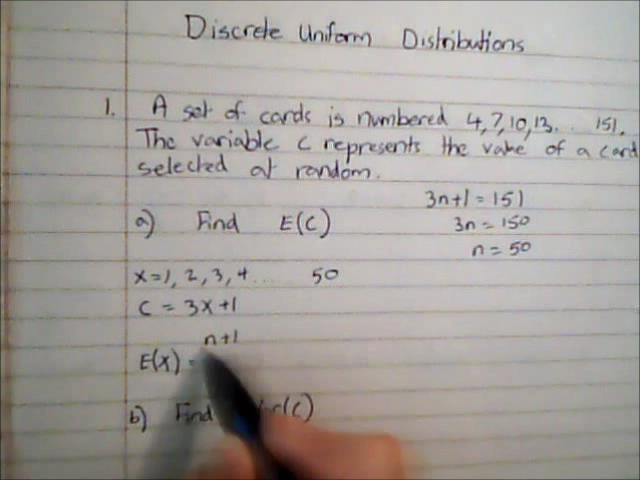 Discrete Uniform Distributions
1. A set of cards is numbered 4, 7, 10, 13... 151.
The variable C represents the value of a card
selected at random.
3n+1 = 151
a) Find E(C)
3n = 150
n = 50
X = 1, 2, 3, 4... 50
C = 3X+1
n+1
E(X) =
b) Find (C)